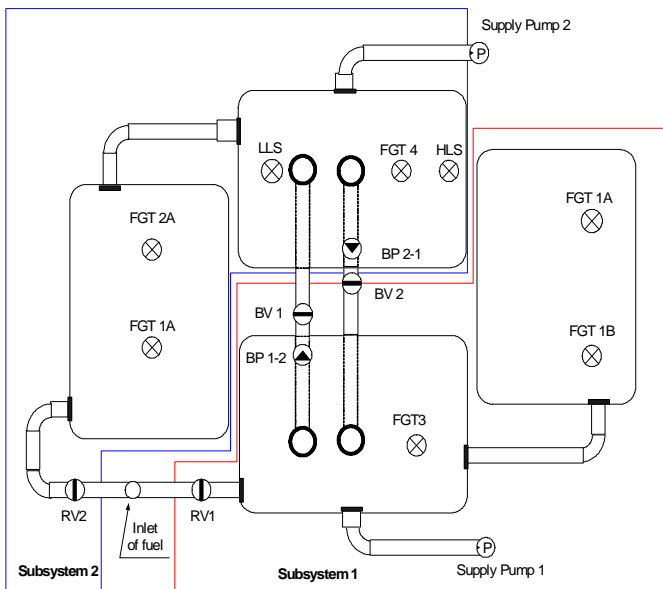 Supply Pump 2
P
LLS
FGT 4
HLS
FGT 1A
FGT 2A
BP 2-1
BV 2
BV 1
FGT 1A
BP 1-2
FGT 1B
FGT3
RV2
RV1
Inlet
of fuel
P
Subsystem 2
Subsystem 1
Supply Pump 1